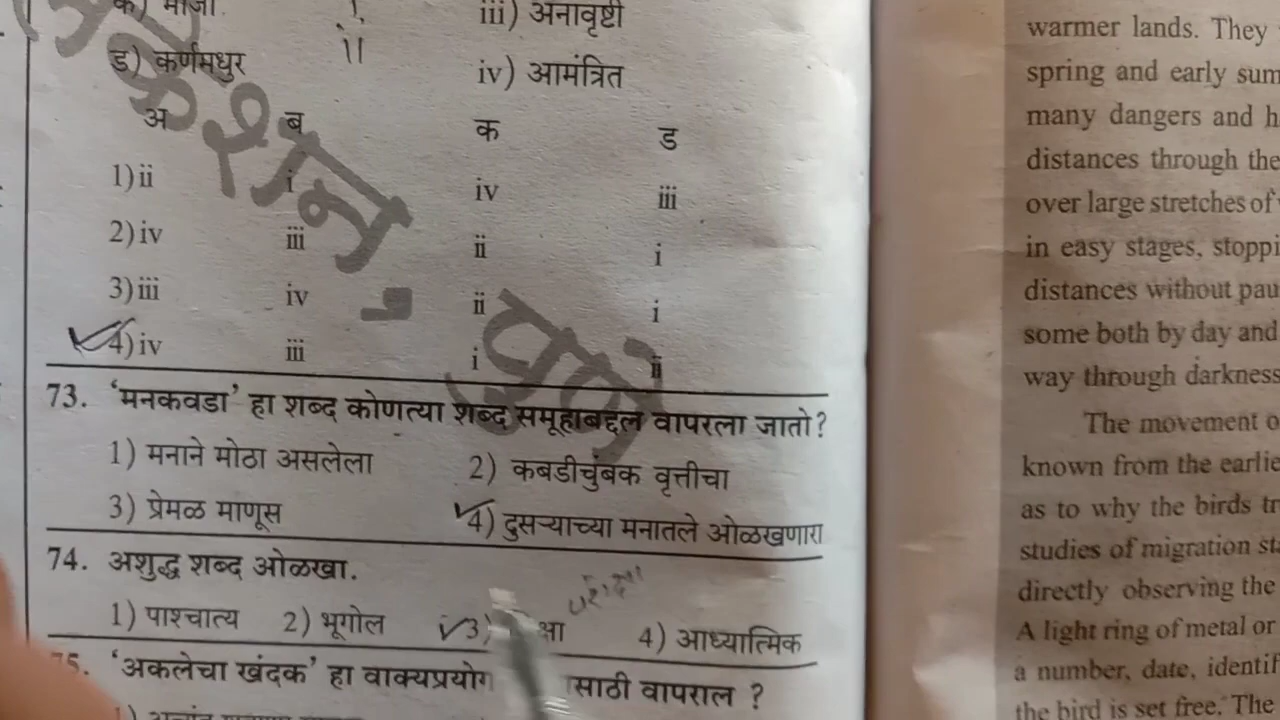 iii) अनावृष्टी
ड) कर्णमधुर
iv) आमंत्रित
अ ब क ड
1) ii i iv iii
2) iv iii ii i
3) iii iv ii i
4) iv iii i ii
73. 'मनकवडा' हा शब्द कोणत्या शब्द समूहाबद्दल वापरला जातो?
1) मनाने मोठा असलेला 2) कबडीचुंबक वृत्तीचा
3) प्रेमळ माणूस 4) दुसऱ्याच्या मनातले ओळखणारा
74. अशुद्ध शब्द ओळखा.
1) पाश्चात्य 2) भूगोल 3) 4) आध्यात्मिक
75. 'अकलेचा खंदक' हा वाक्यप्रयोग साठी वापराल ?
warmer lands. They
spring and early sum
many dangers and h
distances through the
over large stretches of
in easy stages, stoppi
distances without pau
some both by day and
way through darkness
The movement o
known from the earlie
as to why the birds tr
studies of migration sta
directly observing the
A light ring of metal or
a number, date, identif
the bird is set free. The